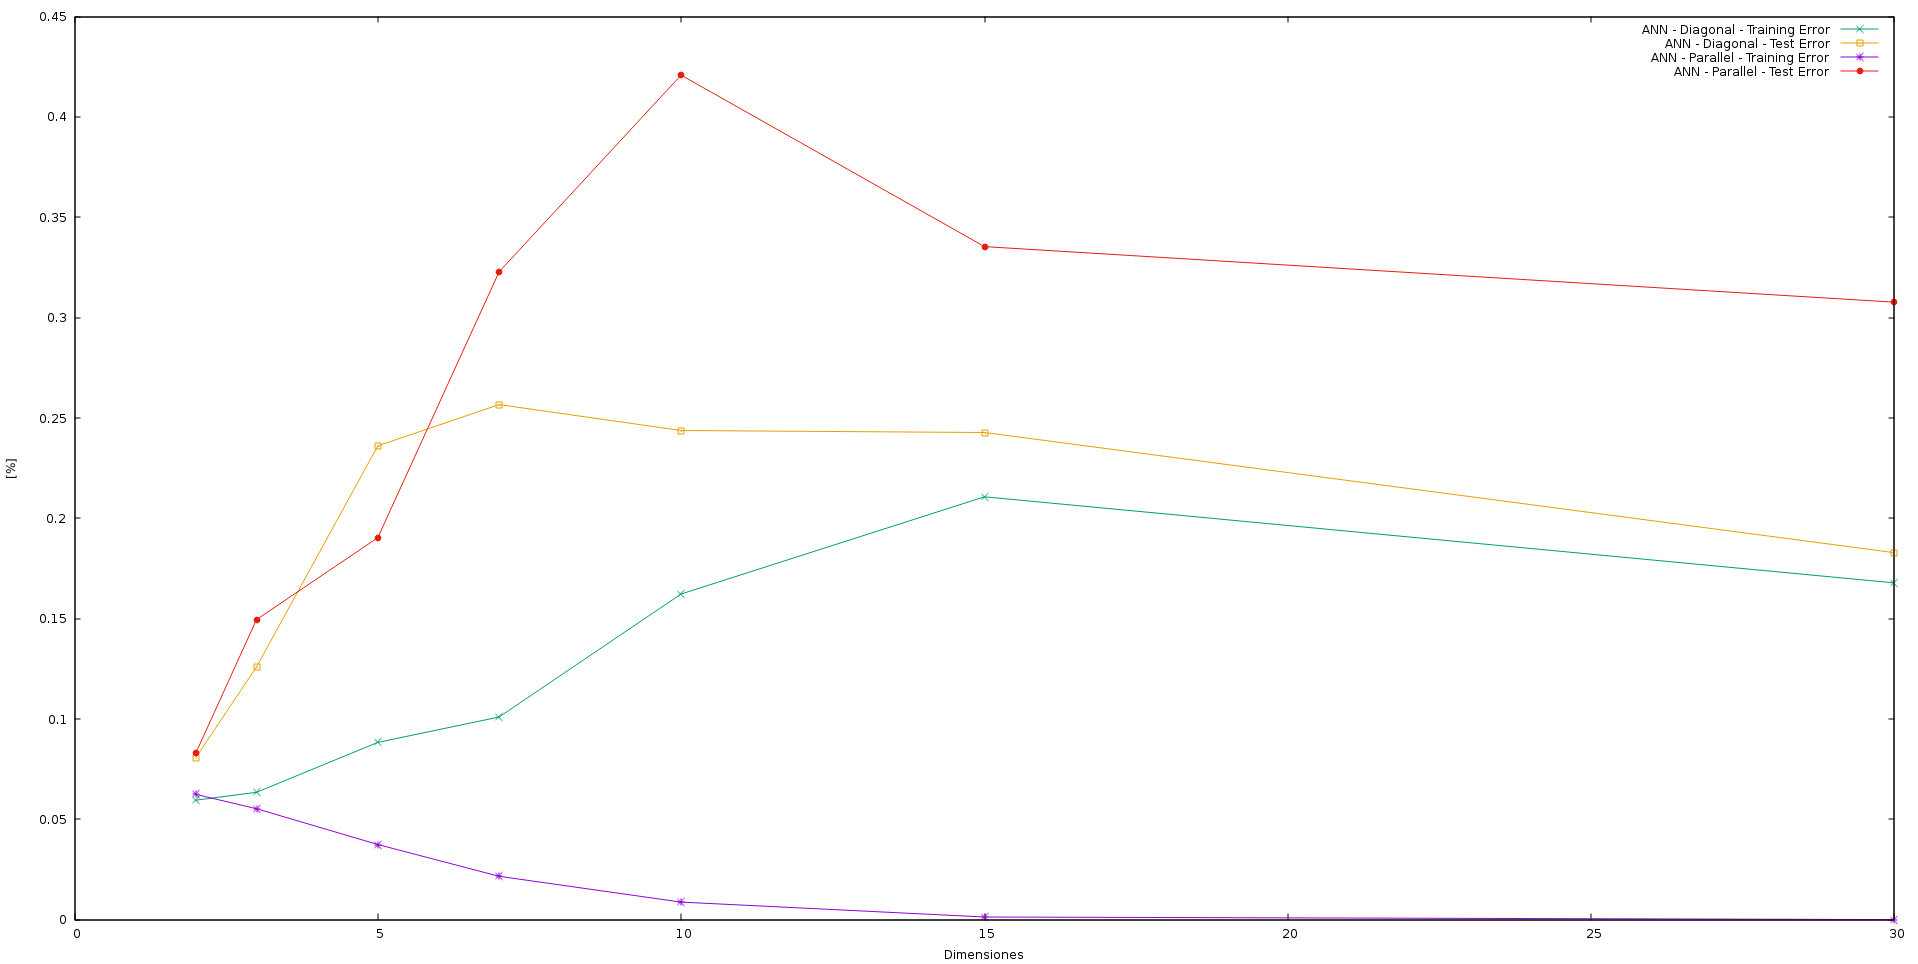 ANN - Diagonal - Training Error
ANN - Diagonal - Test Error
ANN - Parallel - Training Error
ANN - Parallel - Test Error
0.45
0.4
0.35
0.3
0.25
0.2
0.15
0.1
0.05
0
[%]
0 5 10 15 20 25 30
Dimensiones